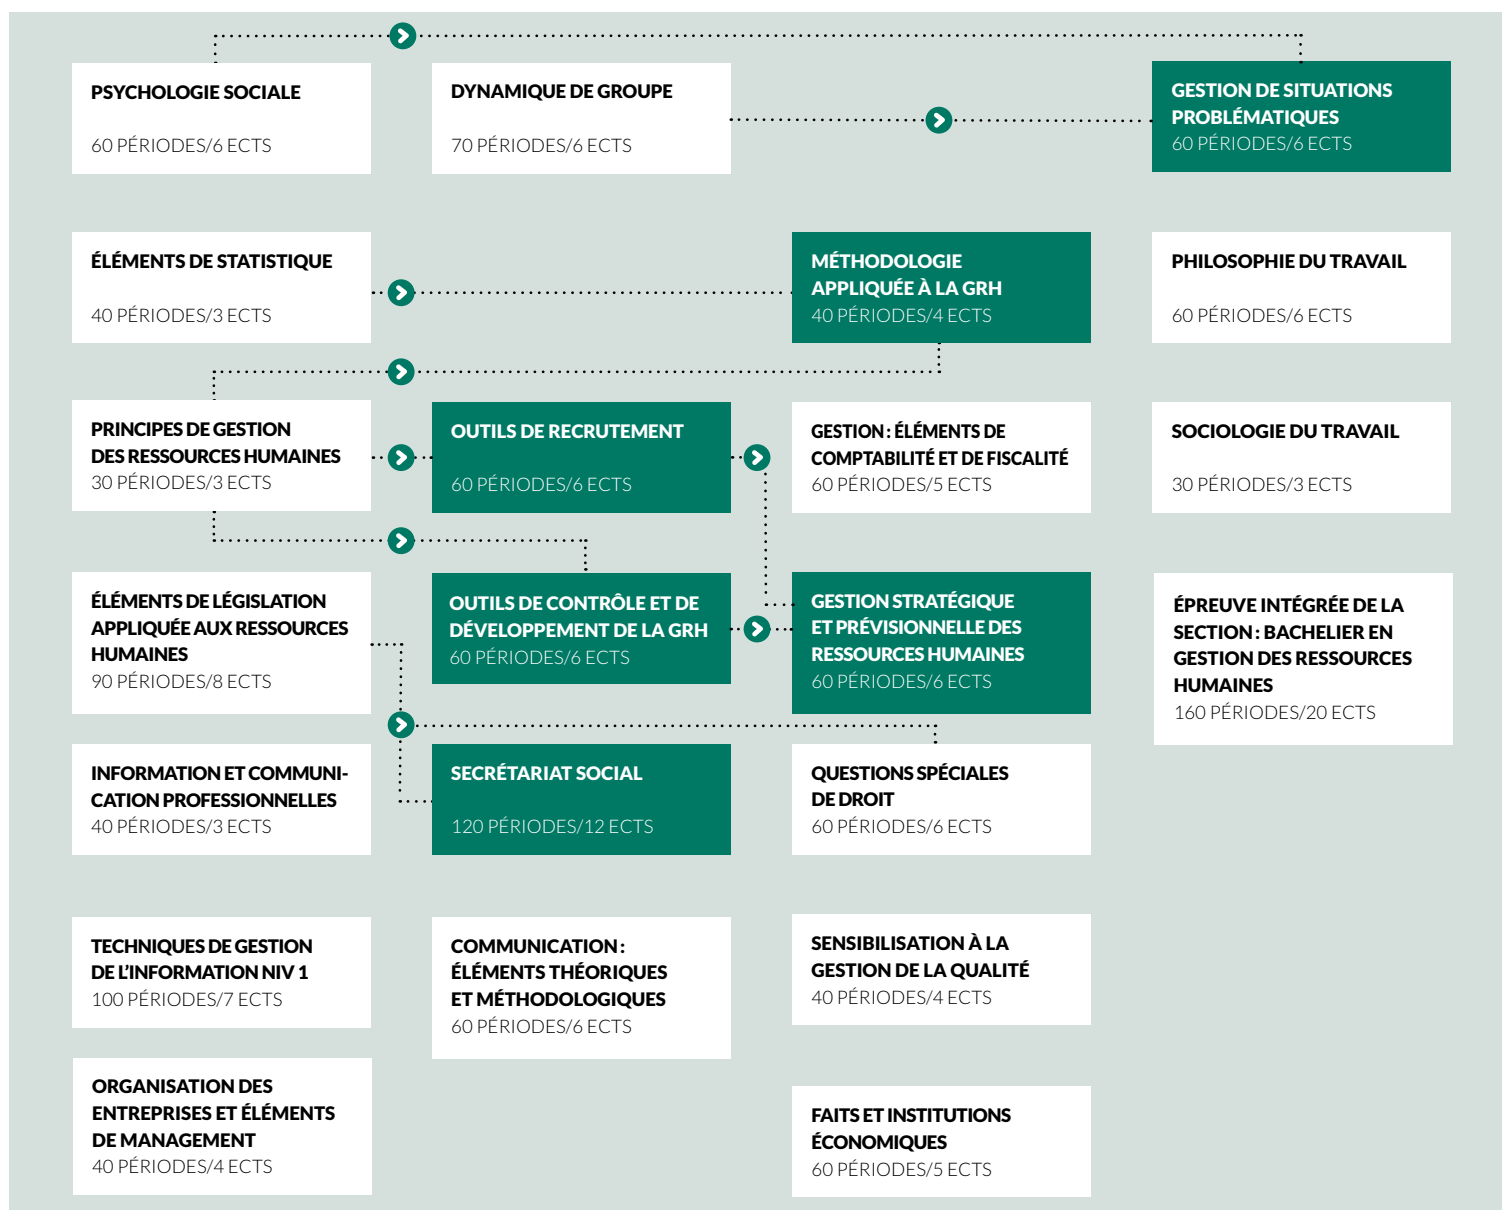 PSYCHOLOGIE SOCIALE
60 PÉRIODES/6 ECTS
DYNAMIQUE DE GROUPE
70 PÉRIODES/6 ECTS
GESTION DE SITUATIONS
PROBLÉMATIQUES
60 PÉRIODES/6 ECTS
ÉLÉMENTS DE STATISTIQUE
40 PÉRIODES/3 ECTS
MÉTHODOLOGIE
APPLIQUÉE À LA GRH
40 PÉRIODES/4 ECTS
PHILOSOPHIE DU TRAVAIL
60 PÉRIODES/6 ECTS
PRINCIPES DE GESTION
DES RESSOURCES HUMAINES
30 PÉRIODES/3 ECTS
OUTILS DE RECRUTEMENT
60 PÉRIODES/6 ECTS
GESTION : ÉLÉMENTS DE
COMPTABILITÉ ET DE FISCALITÉ
60 PÉRIODES/5 ECTS
SOCIOLOGIE DU TRAVAIL
30 PÉRIODES/3 ECTS
ÉLÉMENTS DE LÉGISLATION
APPLIQUÉE AUX RESSOURCES
HUMAINES
90 PÉRIODES/8 ECTS
OUTILS DE CONTRÔLE ET DE
DÉVELOPPEMENT DE LA GRH
60 PÉRIODES/6 ECTS
GESTION STRATÉGIQUE
ET PRÉVISIONNELLE DES
RESSOURCES HUMAINES
60 PÉRIODES/6 ECTS
ÉPREUVE INTÉGRÉE DE LA
SECTION : BACHELIER EN
GESTION DES RESSOURCES
HUMAINES
160 PÉRIODES/20 ECTS
INFORMATION ET COMMUNI-
CATION PROFESSIONNELLES
40 PÉRIODES/3 ECTS
SECRÉTARIAT SOCIAL
120 PÉRIODES/12 ECTS
QUESTIONS SPÉCIALES
DE DROIT
60 PÉRIODES/6 ECTS
TECHNIQUES DE GESTION
DE L'INFORMATION NIV 1
100 PÉRIODES/7 ECTS
COMMUNICATION :
ÉLÉMENTS THÉORIQUES
ET MÉTHODOLOGIQUES
60 PÉRIODES/6 ECTS
SENSIBILISATION À LA
GESTION DE LA QUALITÉ
40 PÉRIODES/4 ECTS
ORGANISATION DES
ENTREPRISES ET ÉLÉMENTS
DE MANAGEMENT
40 PÉRIODES/4 ECTS
FAITS ET INSTITUTIONS
ÉCONOMIQUES
60 PÉRIODES/5 ECTS